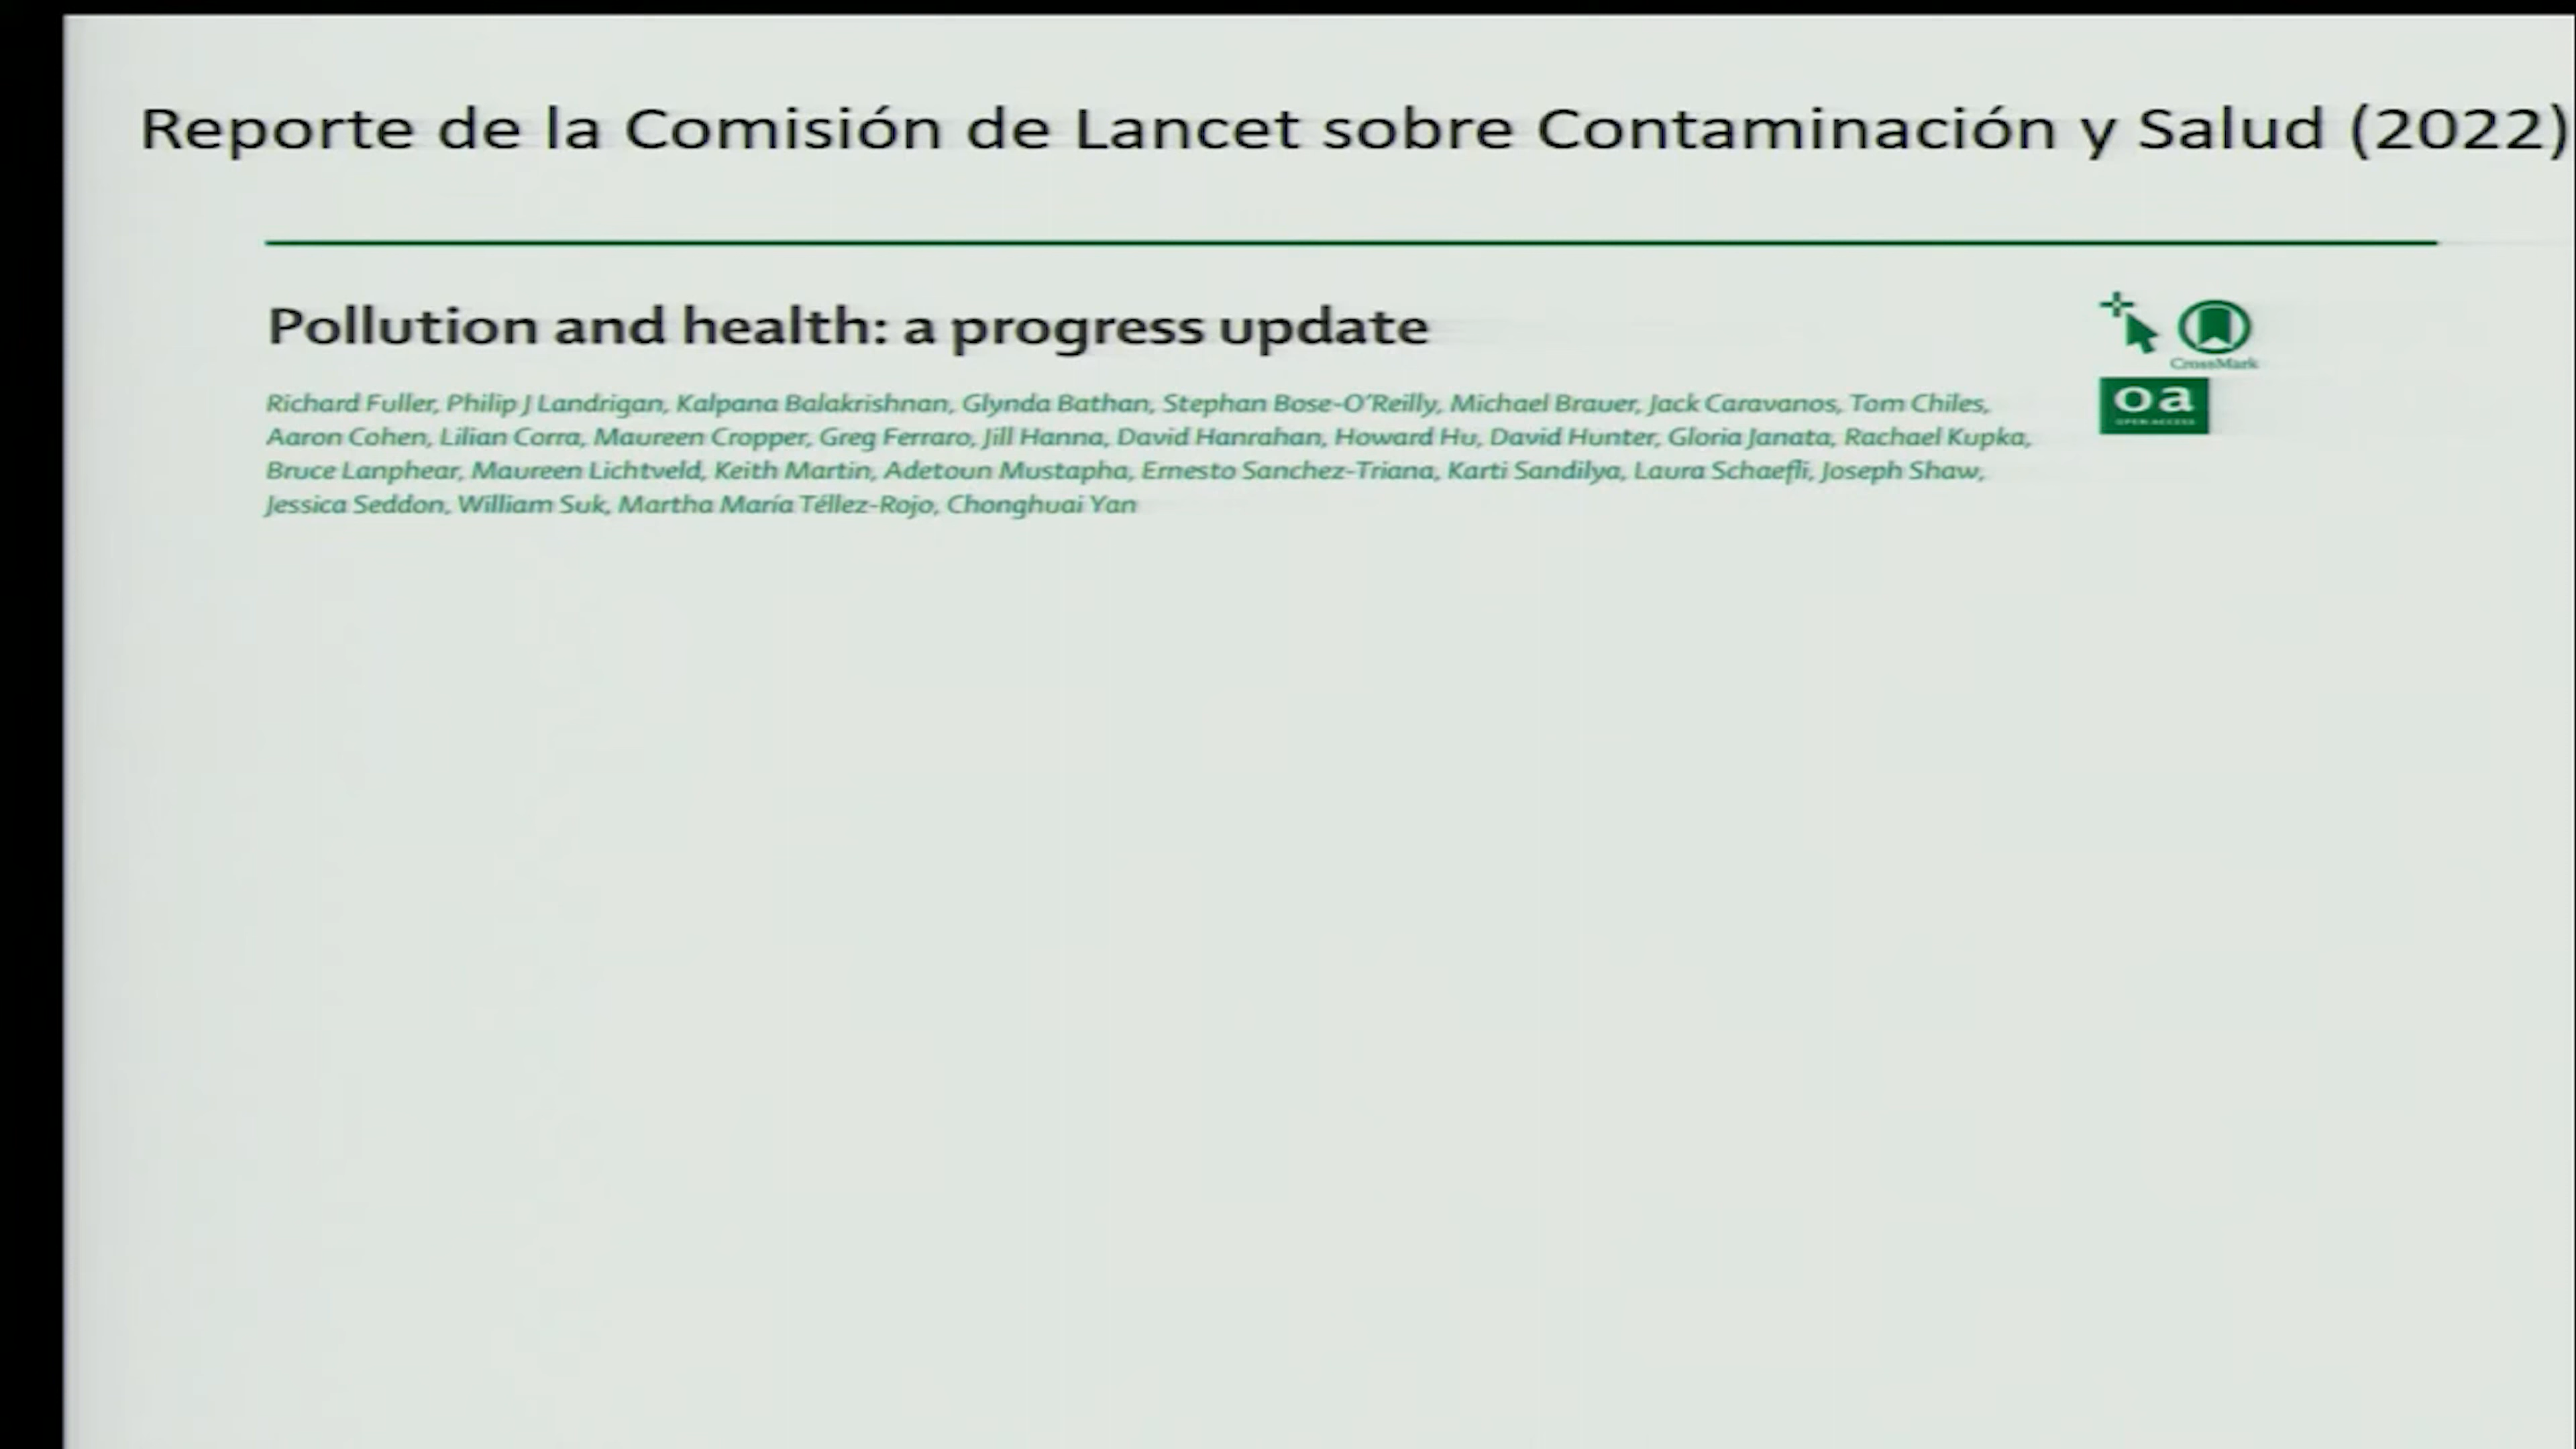 Reporte de la Comisión de Lancet sobre Contaminación y Salud (2022)
Pollution and health: a progress update
Richard Fuller, Philip J Landrigan, Kalpana Balakrishnan, Glynda Bathan, Stephan Bose-O'Reilly, Michael Brauer, Jack Caravanos, Tom Chiles,
Aaron Cohen, Lilian Corra, Maureen Cropper, Greg Ferraro, Jill Hanna, David Hanrahan, Howard Hu, David Hunter, Gloria Janata, Rachael Kupka,
Bruce Lanphear, Maureen Lichtveld, Keith Martin, Adetoun Mustapha, Ernesto Sanchez-Triana, Karti Sandilya, Laura Schaefli, Joseph Shaw,
Jessica Seddon, William Suk, Martha María Téllez-Rojo, Chonghuai Yan
CrossMark
oa
OPEN ACCESS